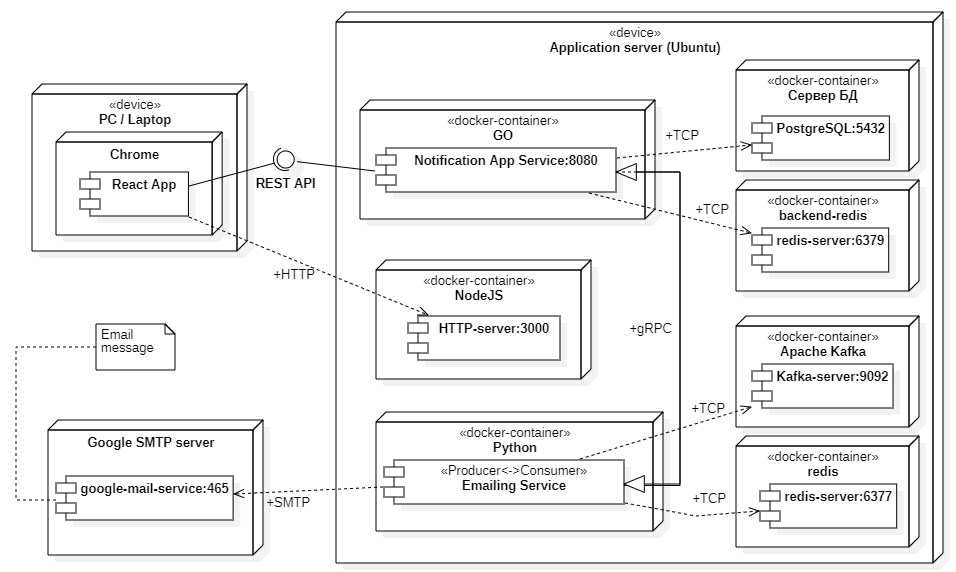 «device»
Application server (Ubuntu)
«device»
PC / Laptop
Chrome
React App
REST API
«docker-container»
GO
Notification App Service:8080
+TCP
«docker-container»
Сервер БД
PostgreSQL:5432
+TCP
«docker-container»
backend-redis
redis-server:6379
+HTTP
«docker-container»
NodeJS
HTTP-server:3000
+gRPC
Email
message
«docker-container»
Apache Kafka
Kafka-server:9092
+TCP
Google SMTP server
google-mail-service:465
+SMTP
«docker-container»
Python
«Producer<->Consumer»
Emailing Service
+TCP
«docker-container»
redis
redis-server:6377